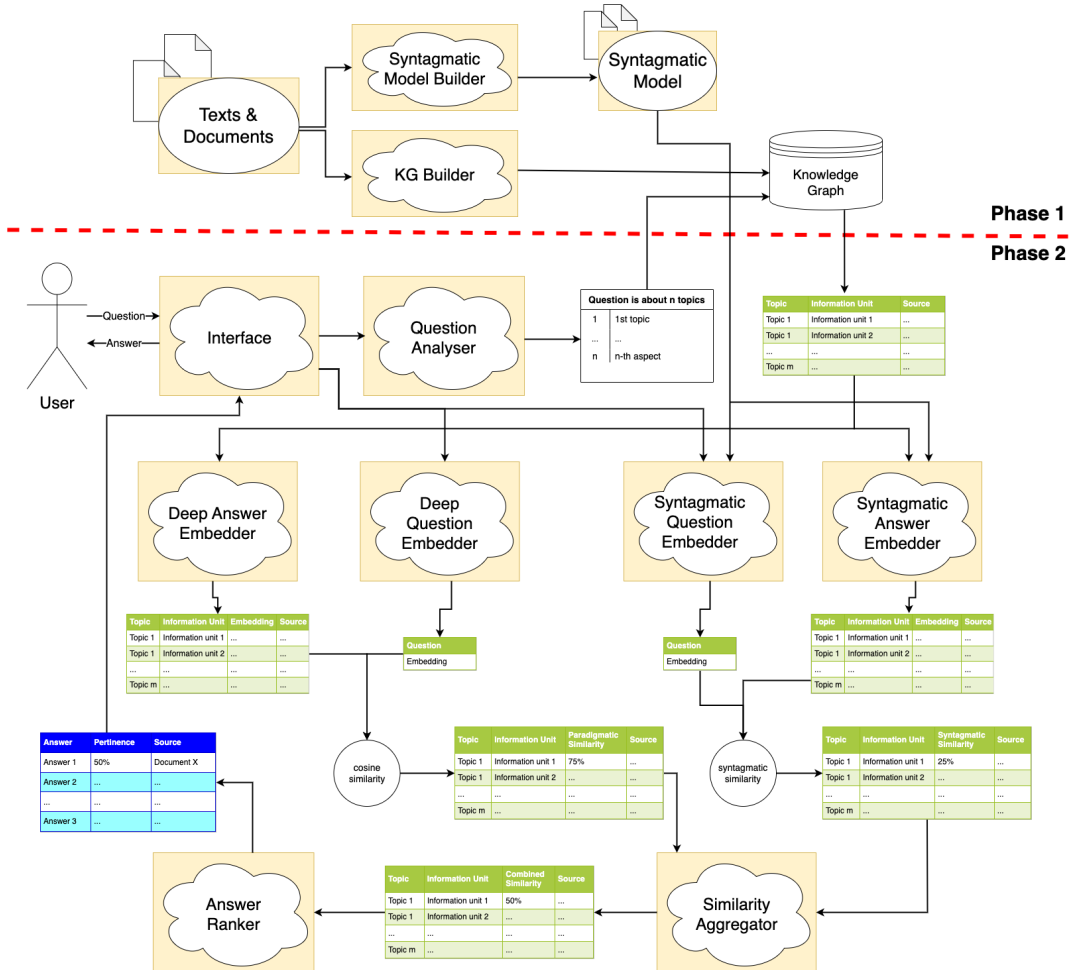 Texts &
Documents
Syntagmatic
Model Builder
Syntagmatic
Model
KG Builder
Knowledge
Graph
Phase 1
Phase 2
User
Question
Answer
Interface
Question
Analyser
Question is about n topics
1 1st topic
... ...
n n-th aspect
Topic Information Unit Source
Topic 1 Information unit 1 ...
Topic 1 Information unit 2 ...
... ... ...
Topic m ... ...
Deep Answer
Embedder
Deep
Question
Embedder
Syntagmatic
Question
Embedder
Syntagmatic
Answer
Embedder
Topic Information Unit Embedding Source
Topic 1 Information unit 1 ... ...
Topic 1 Information unit 2 ... ...
... ... ... ...
Topic m ... ... ...
Question
Embedding
Question
Embedding
Topic Information Unit Embedding Source
Topic 1 Information unit 1 ... ...
Topic 1 Information unit 2 ... ...
... ... ... ...
Topic m ... ... ...
Answer Pertinence Source
Answer 1 50% Document X
Answer 2 ... ...
... ... ...
Answer 3 ... ...
cosine
similarity
Topic Information Unit Paradigmatic
Similarity Source
Topic 1 Information unit 1 75% ...
Topic 1 Information unit 2 ... ...
... ... ... ...
Topic m ... ... ...
syntagmatic
similarity
Topic Information Unit Syntagmatic
Similarity Source
Topic 1 Information unit 1 25% ...
Topic 1 Information unit 2 ... ...
... ... ... ...
Topic m ... ... ...
Answer
Ranker
Topic Information Unit Combined
Similarity Source
Topic 1 Information unit 1 50% ...
Topic 1 Information unit 2 ... ...
... ... ... ...
Topic m ... ... ...
Similarity
Aggregator